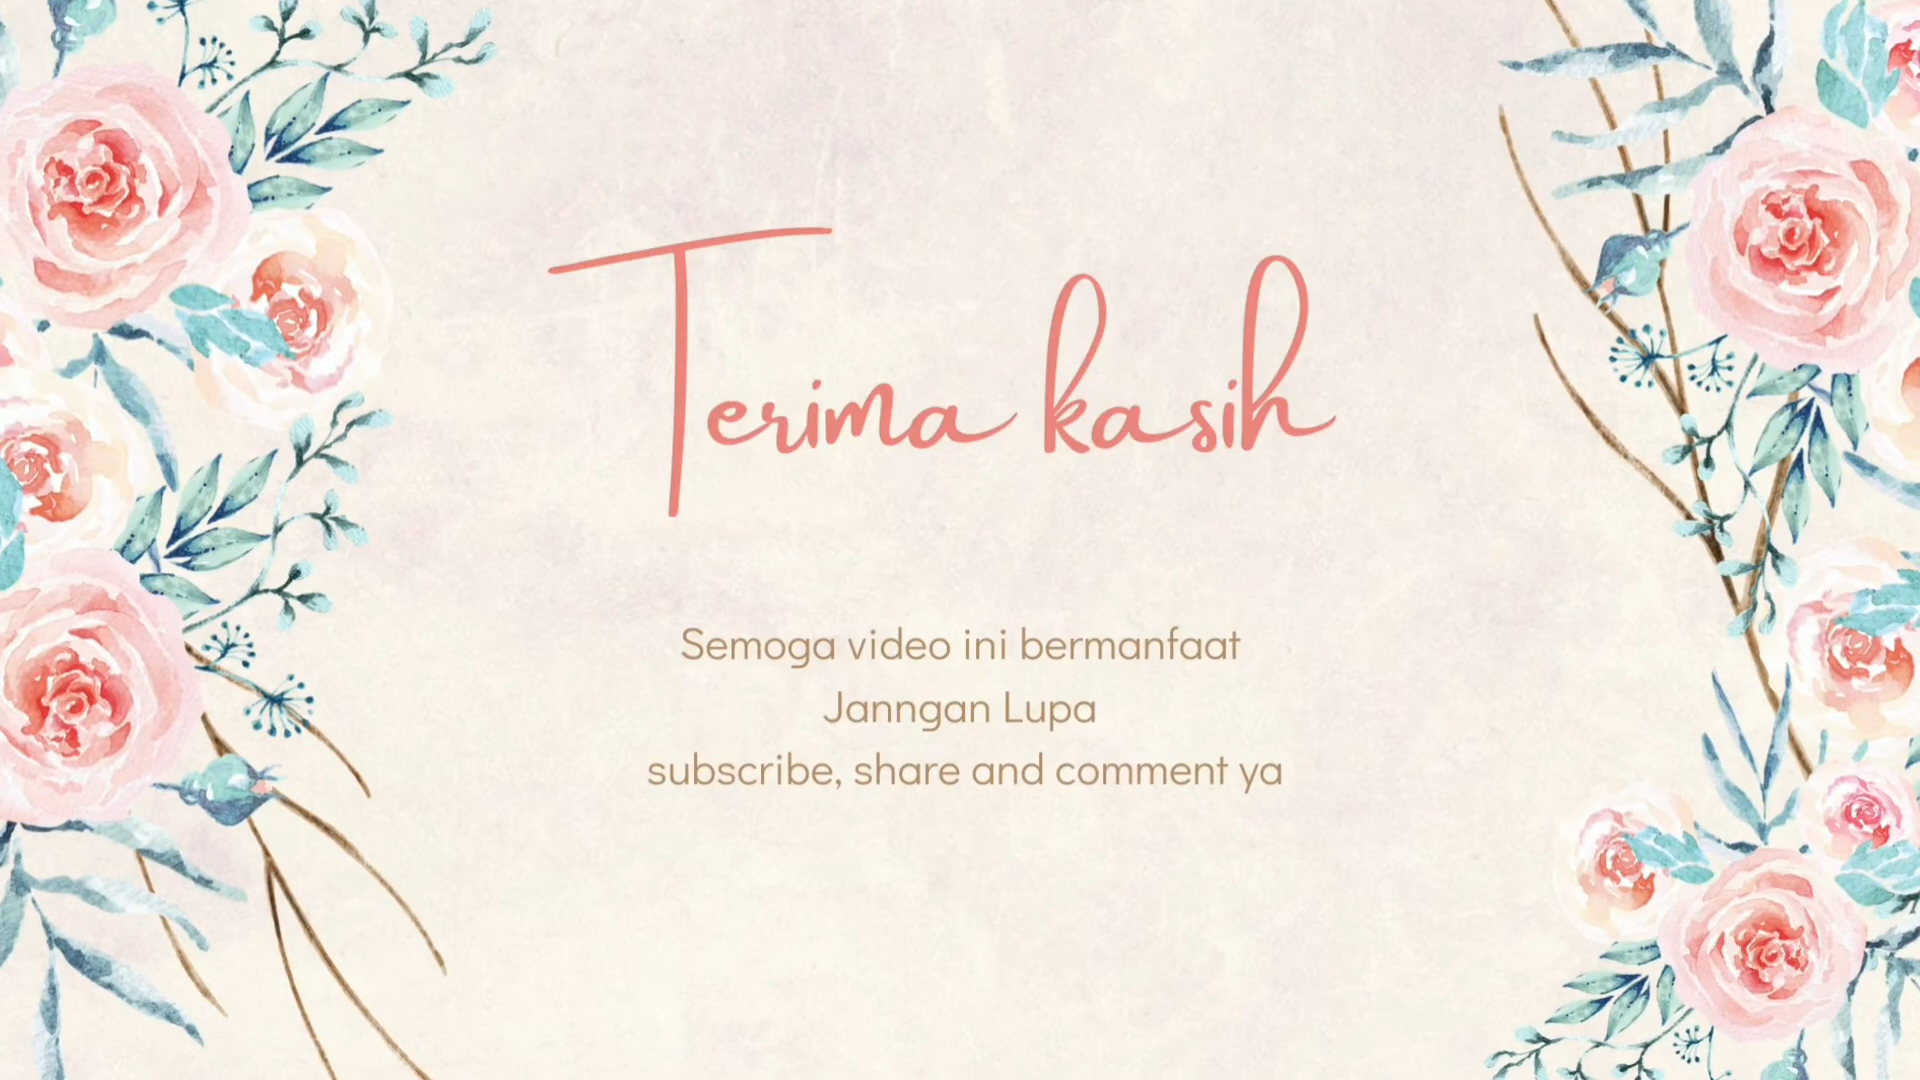 Terima kasih
Semoga video ini bermanfaat
Janngan Lupa
subscribe, share and comment ya